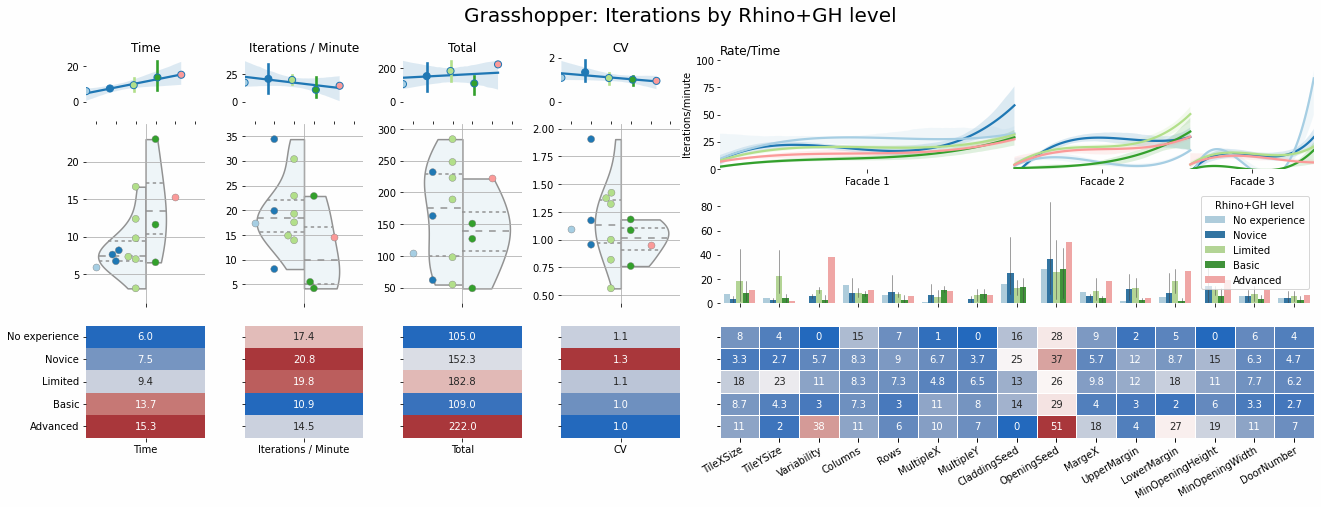 Grasshopper: Iterations by Rhino+GH level
Time
20
0
Iterations / Minute
25
0
Total
200
0
CV
2
0
Rate/Time
Iterations/minute
100
75
50
25
0
Facade 1
Facade 2
Facade 3
20
15
10
5
35
30
25
20
15
10
5
300
250
200
150
100
50
2.00
1.75
1.50
1.25
1.00
0.75
0.50
80
60
40
20
0
Rhino+GH level
No experience
Novice
Limited
Basic
Advanced
No experience 6.0 17.4 105.0 1.1 8 4 0 15 7 1 0 16 28 9 2 5 0 6 4
Novice 7.5 20.8 152.3 1.3 3.3 2.7 5.7 8.3 9 6.7 3.7 25 37 5.7 12 8.7 15 6.3 4.7
Limited 9.4 19.8 182.8 1.1 18 23 11 8.3 7.3 4.8 6.5 13 26 9.8 12 18 11 7.7 6.2
Basic 13.7 10.9 109.0 1.0 8.7 4.3 3 7.3 3 11 8 14 29 4 3 2 6 3.3 2.7
Advanced 15.3 14.5 222.0 1.0 11 2 38 11 6 10 7 0 51 18 4 27 19 11 7
Time
Iterations / Minute
Total
CV
TileXSize
TileYSize
Variability
Columns
Rows
MultipleX
MultipleY
CladdingSeed
OpeningSeed
MargeX
UpperMargin
LowerMargin
MinOpeningHeight
MinOpeningWidth
DoorNumber